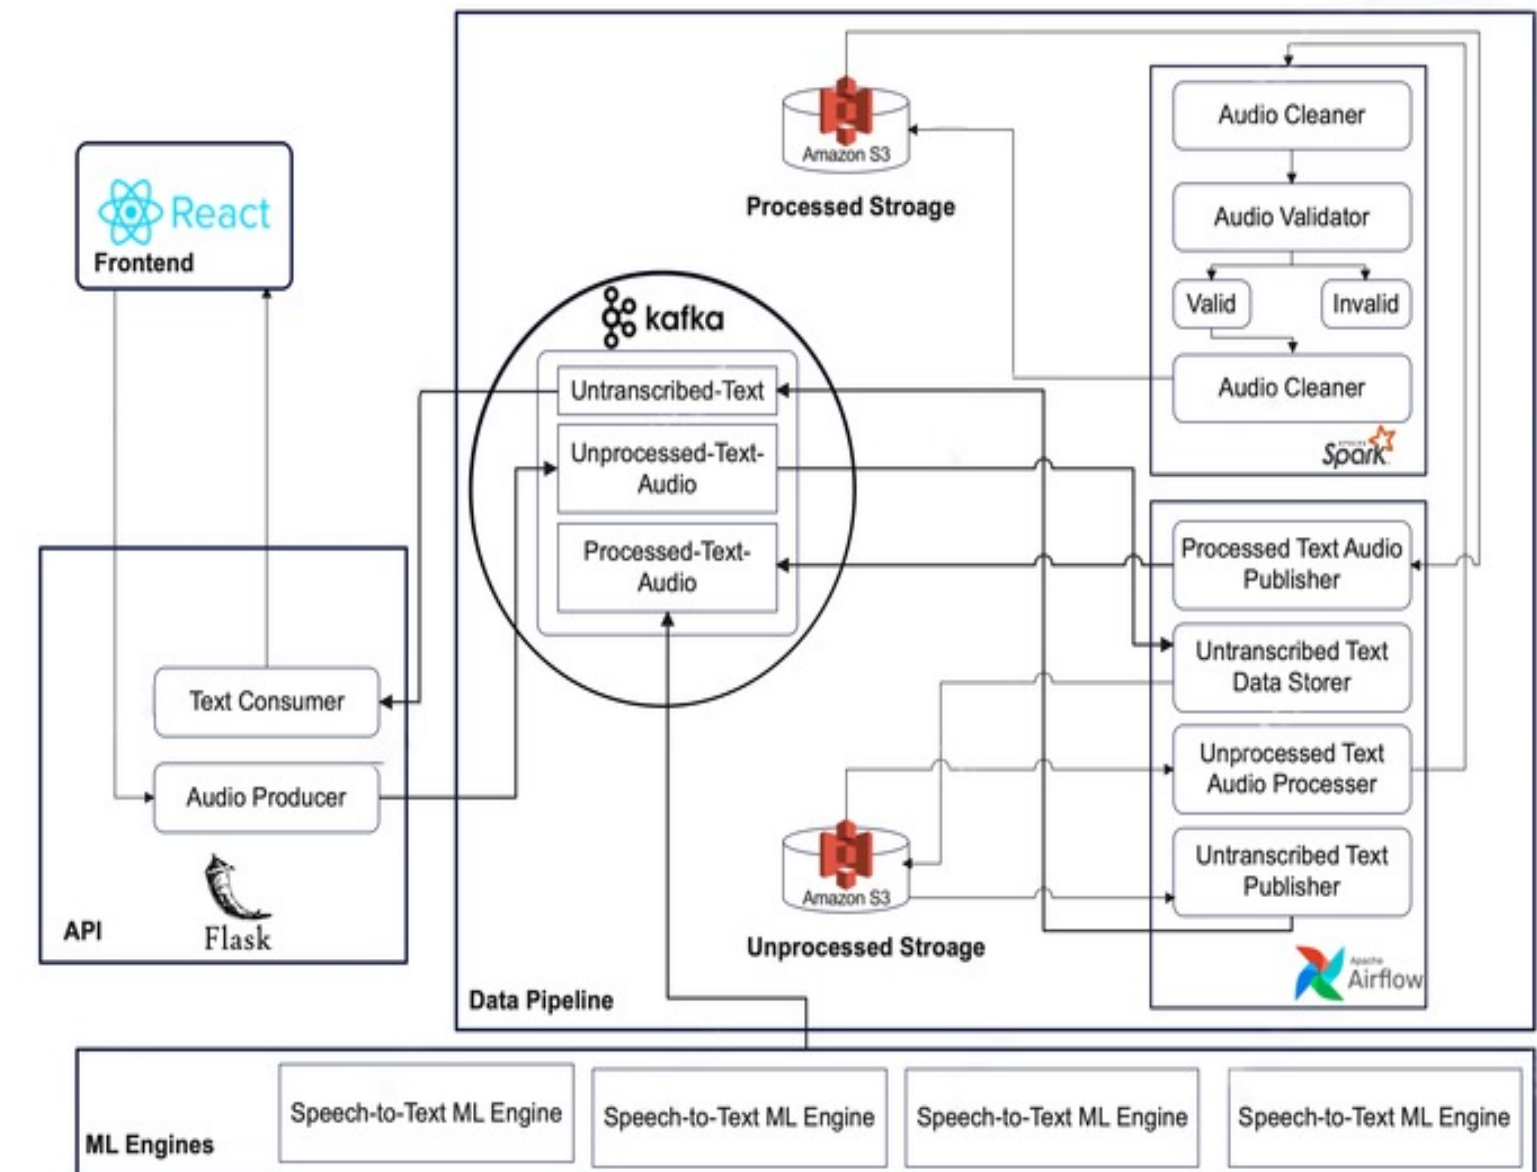 React
Frontend
Text Consumer
Audio Producer
API
Flask
Amazon S3
Processed Stroage
kafka
Untranscribed-Text
Unprocessed-Text-
Audio
Processed-Text-
Audio
Amazon S3
Unprocessed Stroage
Data Pipeline
Audio Cleaner
Audio Validator
Valid
Invalid
Audio Cleaner
APACHE
Spark
Processed Text Audio
Publisher
Untranscribed Text
Data Storer
Unprocessed Text
Audio Processer
Untranscribed Text
Publisher
Apache
Airflow
ML Engines
Speech-to-Text ML Engine
Speech-to-Text ML Engine
Speech-to-Text ML Engine
Speech-to-Text ML Engine